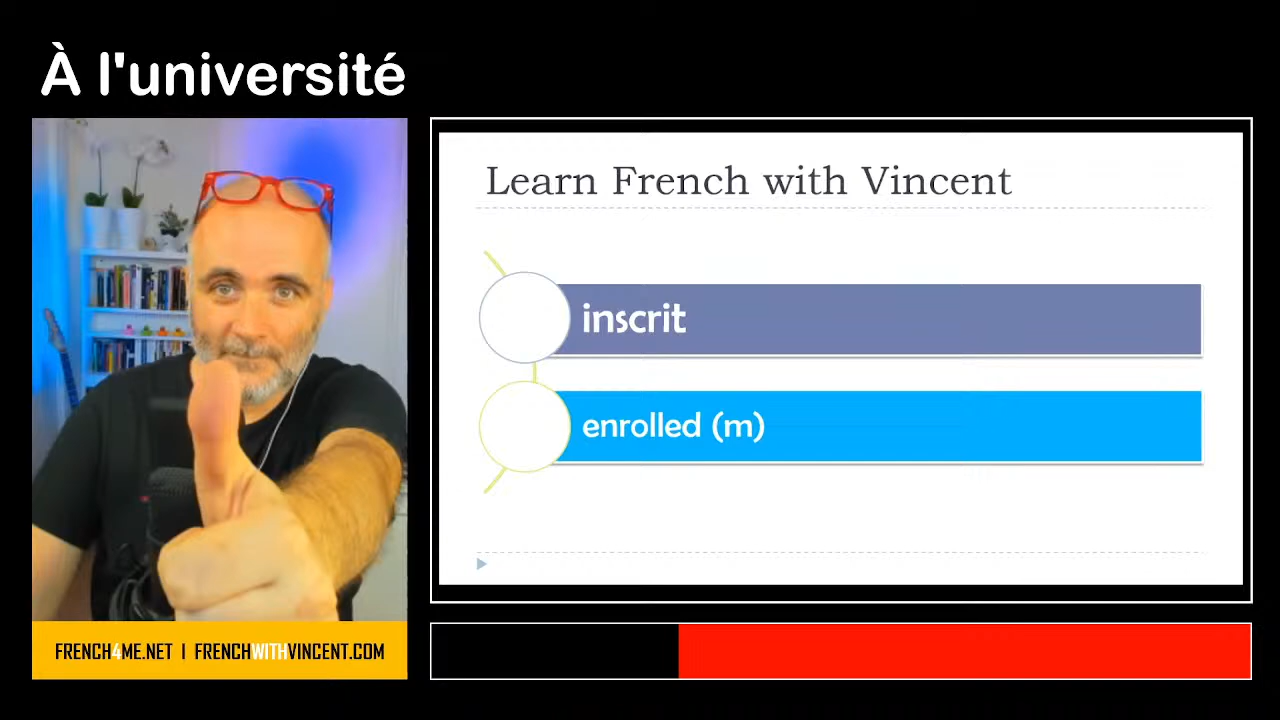 À l'université
Learn French with Vincent
inscrit
enrolled (m)
FRENCH4ME.NET | FRENCHWITHVINCENT.COM